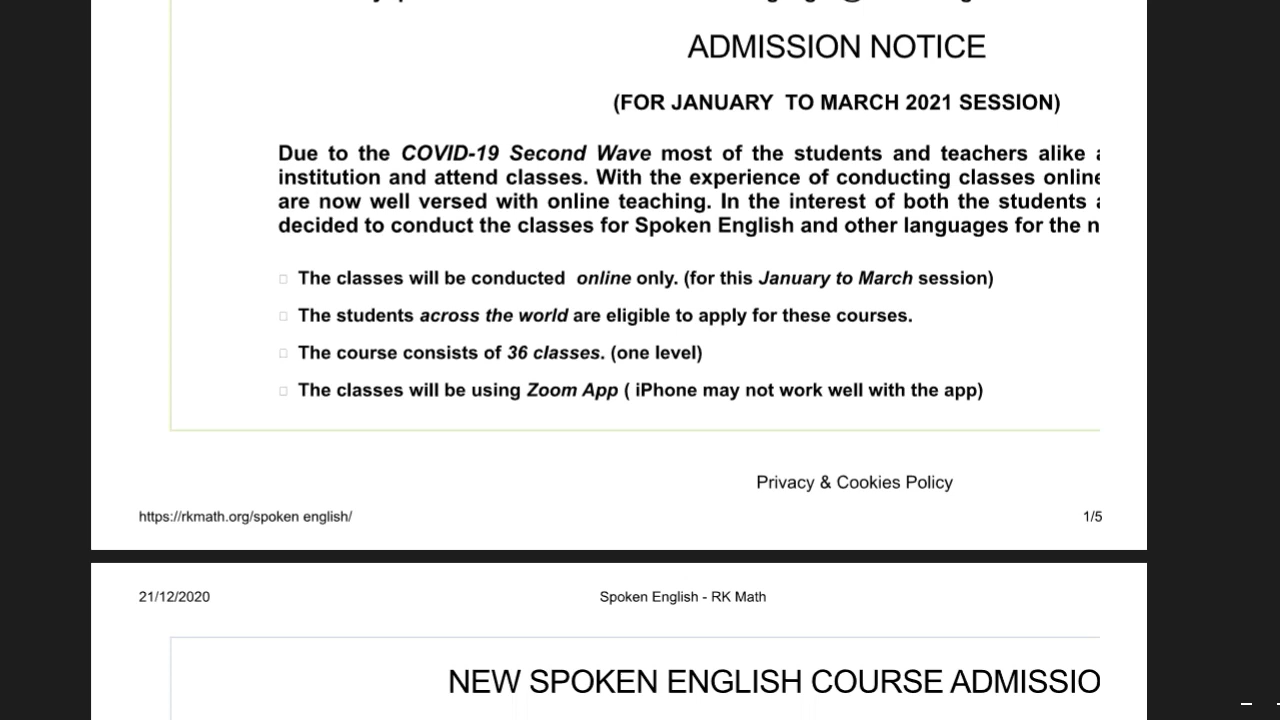 ADMISSION NOTICE
(FOR JANUARY TO MARCH 2021 SESSION)
Due to the COVID-19 Second Wave most of the students and teachers alike
institution and attend classes. With the experience of conducting classes online
are now well versed with online teaching. In the interest of both the students
decided to conduct the classes for Spoken English and other languages for the
The classes will be conducted online only. (for this January to March session)
The students across the world are eligible to apply for these courses.
The course consists of 36 classes. (one level)
The classes will be using Zoom App ( iPhone may not work well with the app)
Privacy & Cookies Policy
https://rkmath.org/spoken english/
1/5
21/12/2020
Spoken English - RK Math
NEW SPOKEN ENGLISH COURSE ADMISSIO